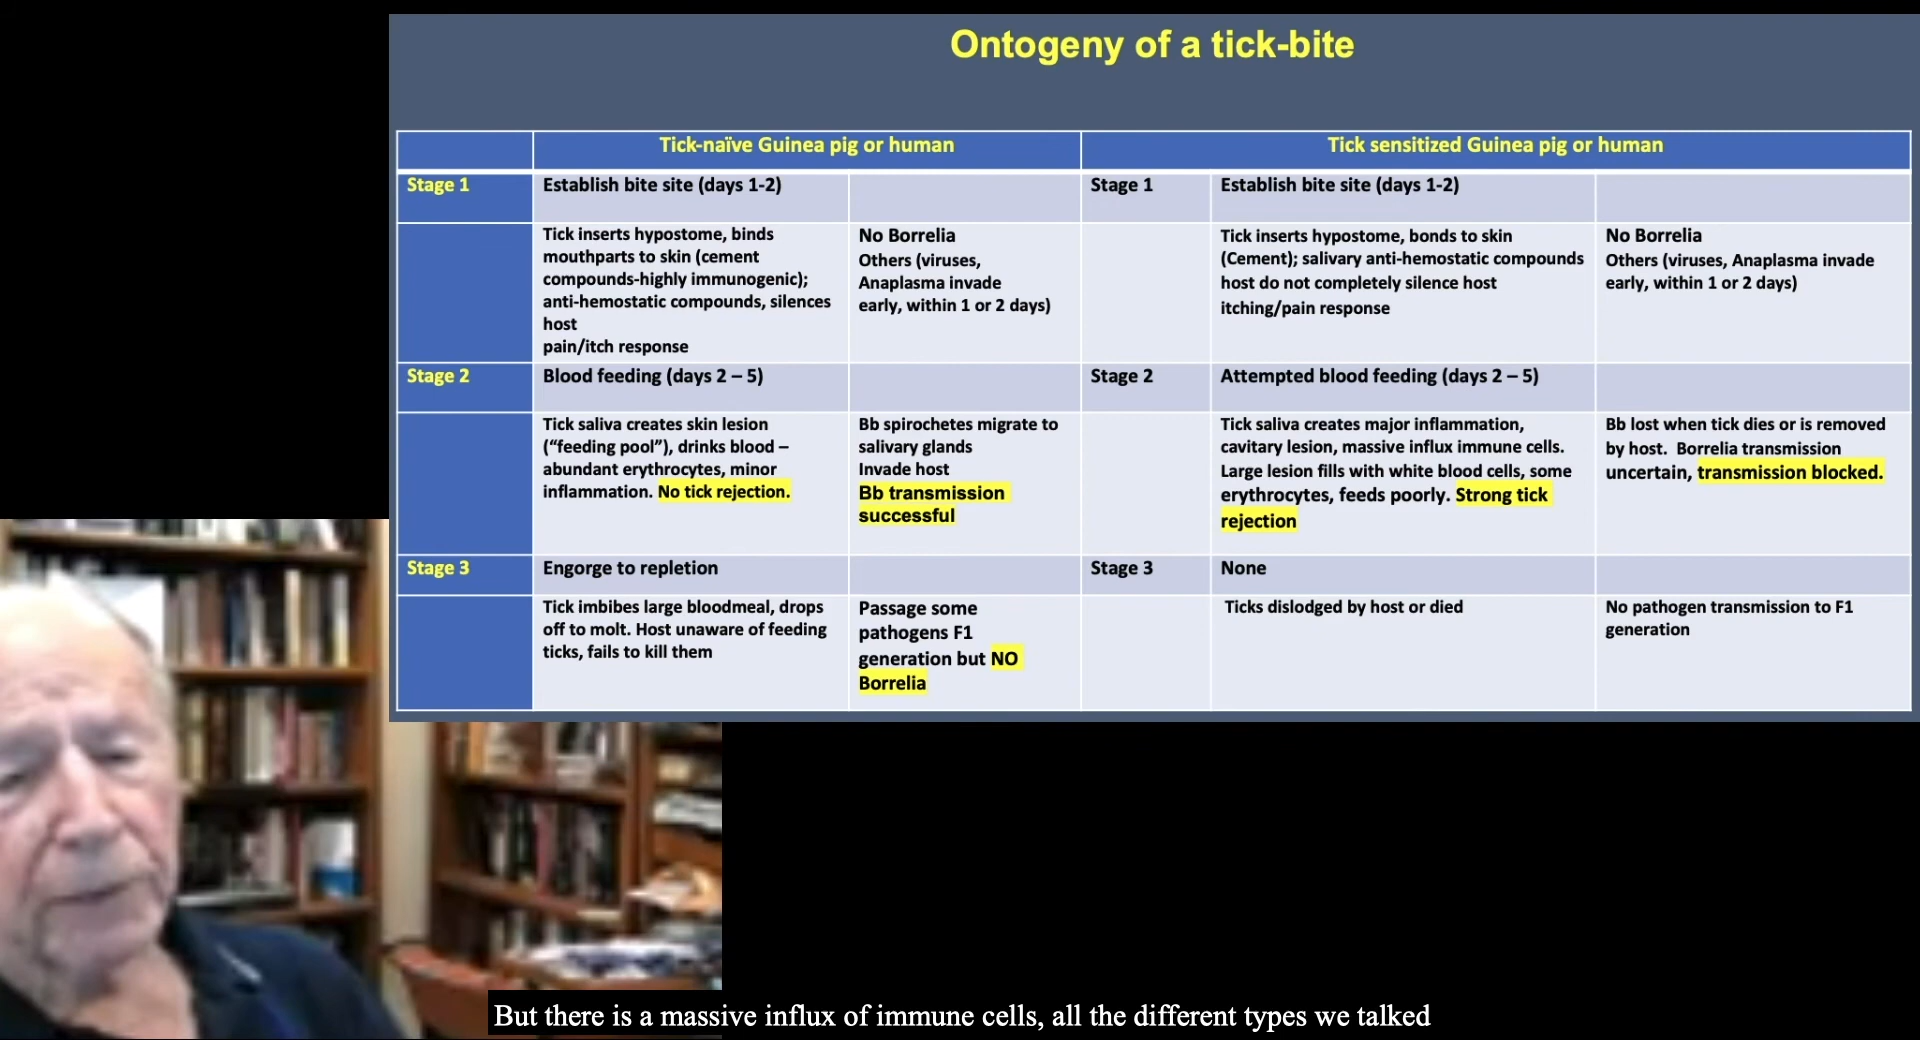 Ontogeny of a tick-bite
Tick-naïve Guinea pig or human
Tick sensitized Guinea pig or human
Stage 1
Establish bite site (days 1-2)
Stage 1
Establish bite site (days 1-2)
Tick inserts hypostome, binds
mouthparts to skin (cement
compounds-highly immunogenic);
anti-hemostatic compounds, silences
host
pain/itch response
No Borrelia
Others (viruses,
Anaplasma invade
early, within 1 or 2 days)
Tick inserts hypostome, bonds to skin
(Cement); salivary anti-hemostatic compounds
host do not completely silence host
itching/pain response
No Borrelia
Others (viruses, Anaplasma invade
early, within 1 or 2 days)
Stage 2
Blood feeding (days 2 – 5)
Stage 2
Attempted blood feeding (days 2 – 5)
Tick saliva creates skin lesion
(“feeding pool”), drinks blood –
abundant erythrocytes, minor
inflammation. No tick rejection.
Bb spirochetes migrate to
salivary glands
Invade host
Bb transmission
successful
Tick saliva creates major inflammation,
cavitary lesion, massive influx immune cells.
Large lesion fills with white blood cells, some
erythrocytes, feeds poorly. Strong tick
rejection
Bb lost when tick dies or is removed
by host. Borrelia transmission
uncertain, transmission blocked.
Stage 3
Engorge to repletion
Stage 3
None
Tick imbibes large bloodmeal, drops
off to molt. Host unaware of feeding
ticks, fails to kill them
Passage some
pathogens F1
generation but NO
Borrelia
Ticks dislodged by host or died
No pathogen transmission to F1
generation
But there is a massive influx of immune cells, all the different types we talked